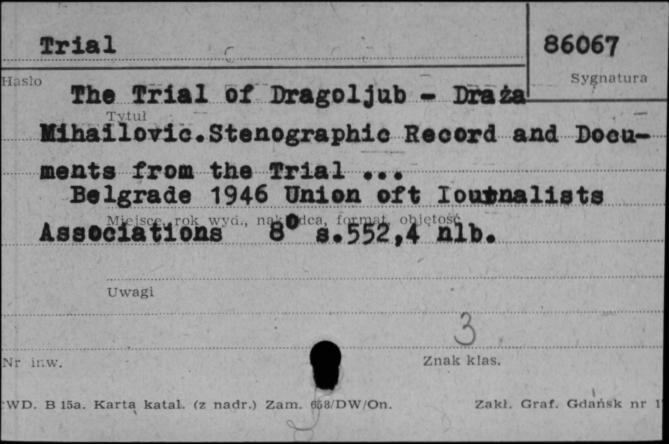 Trial
86067
Hasło
Sygnatura
The Trial of Dragoljub - Draża
Tytuł
Mihailovic.Stenographic Record and Docu-
ments from the Trial ...
Belgrade 1946 Union oft Ioutnalists
Miejsce, rok wyd., nakładca, format, objętość
Associations 8° s.552,4 nlb.
Uwagi
3
Nr inw.
Znak klas.
WD. B 15a. Karta katal. (z nadr.) Zam. 658/DW/On.
Zakł. Graf. Gdańsk nr 1